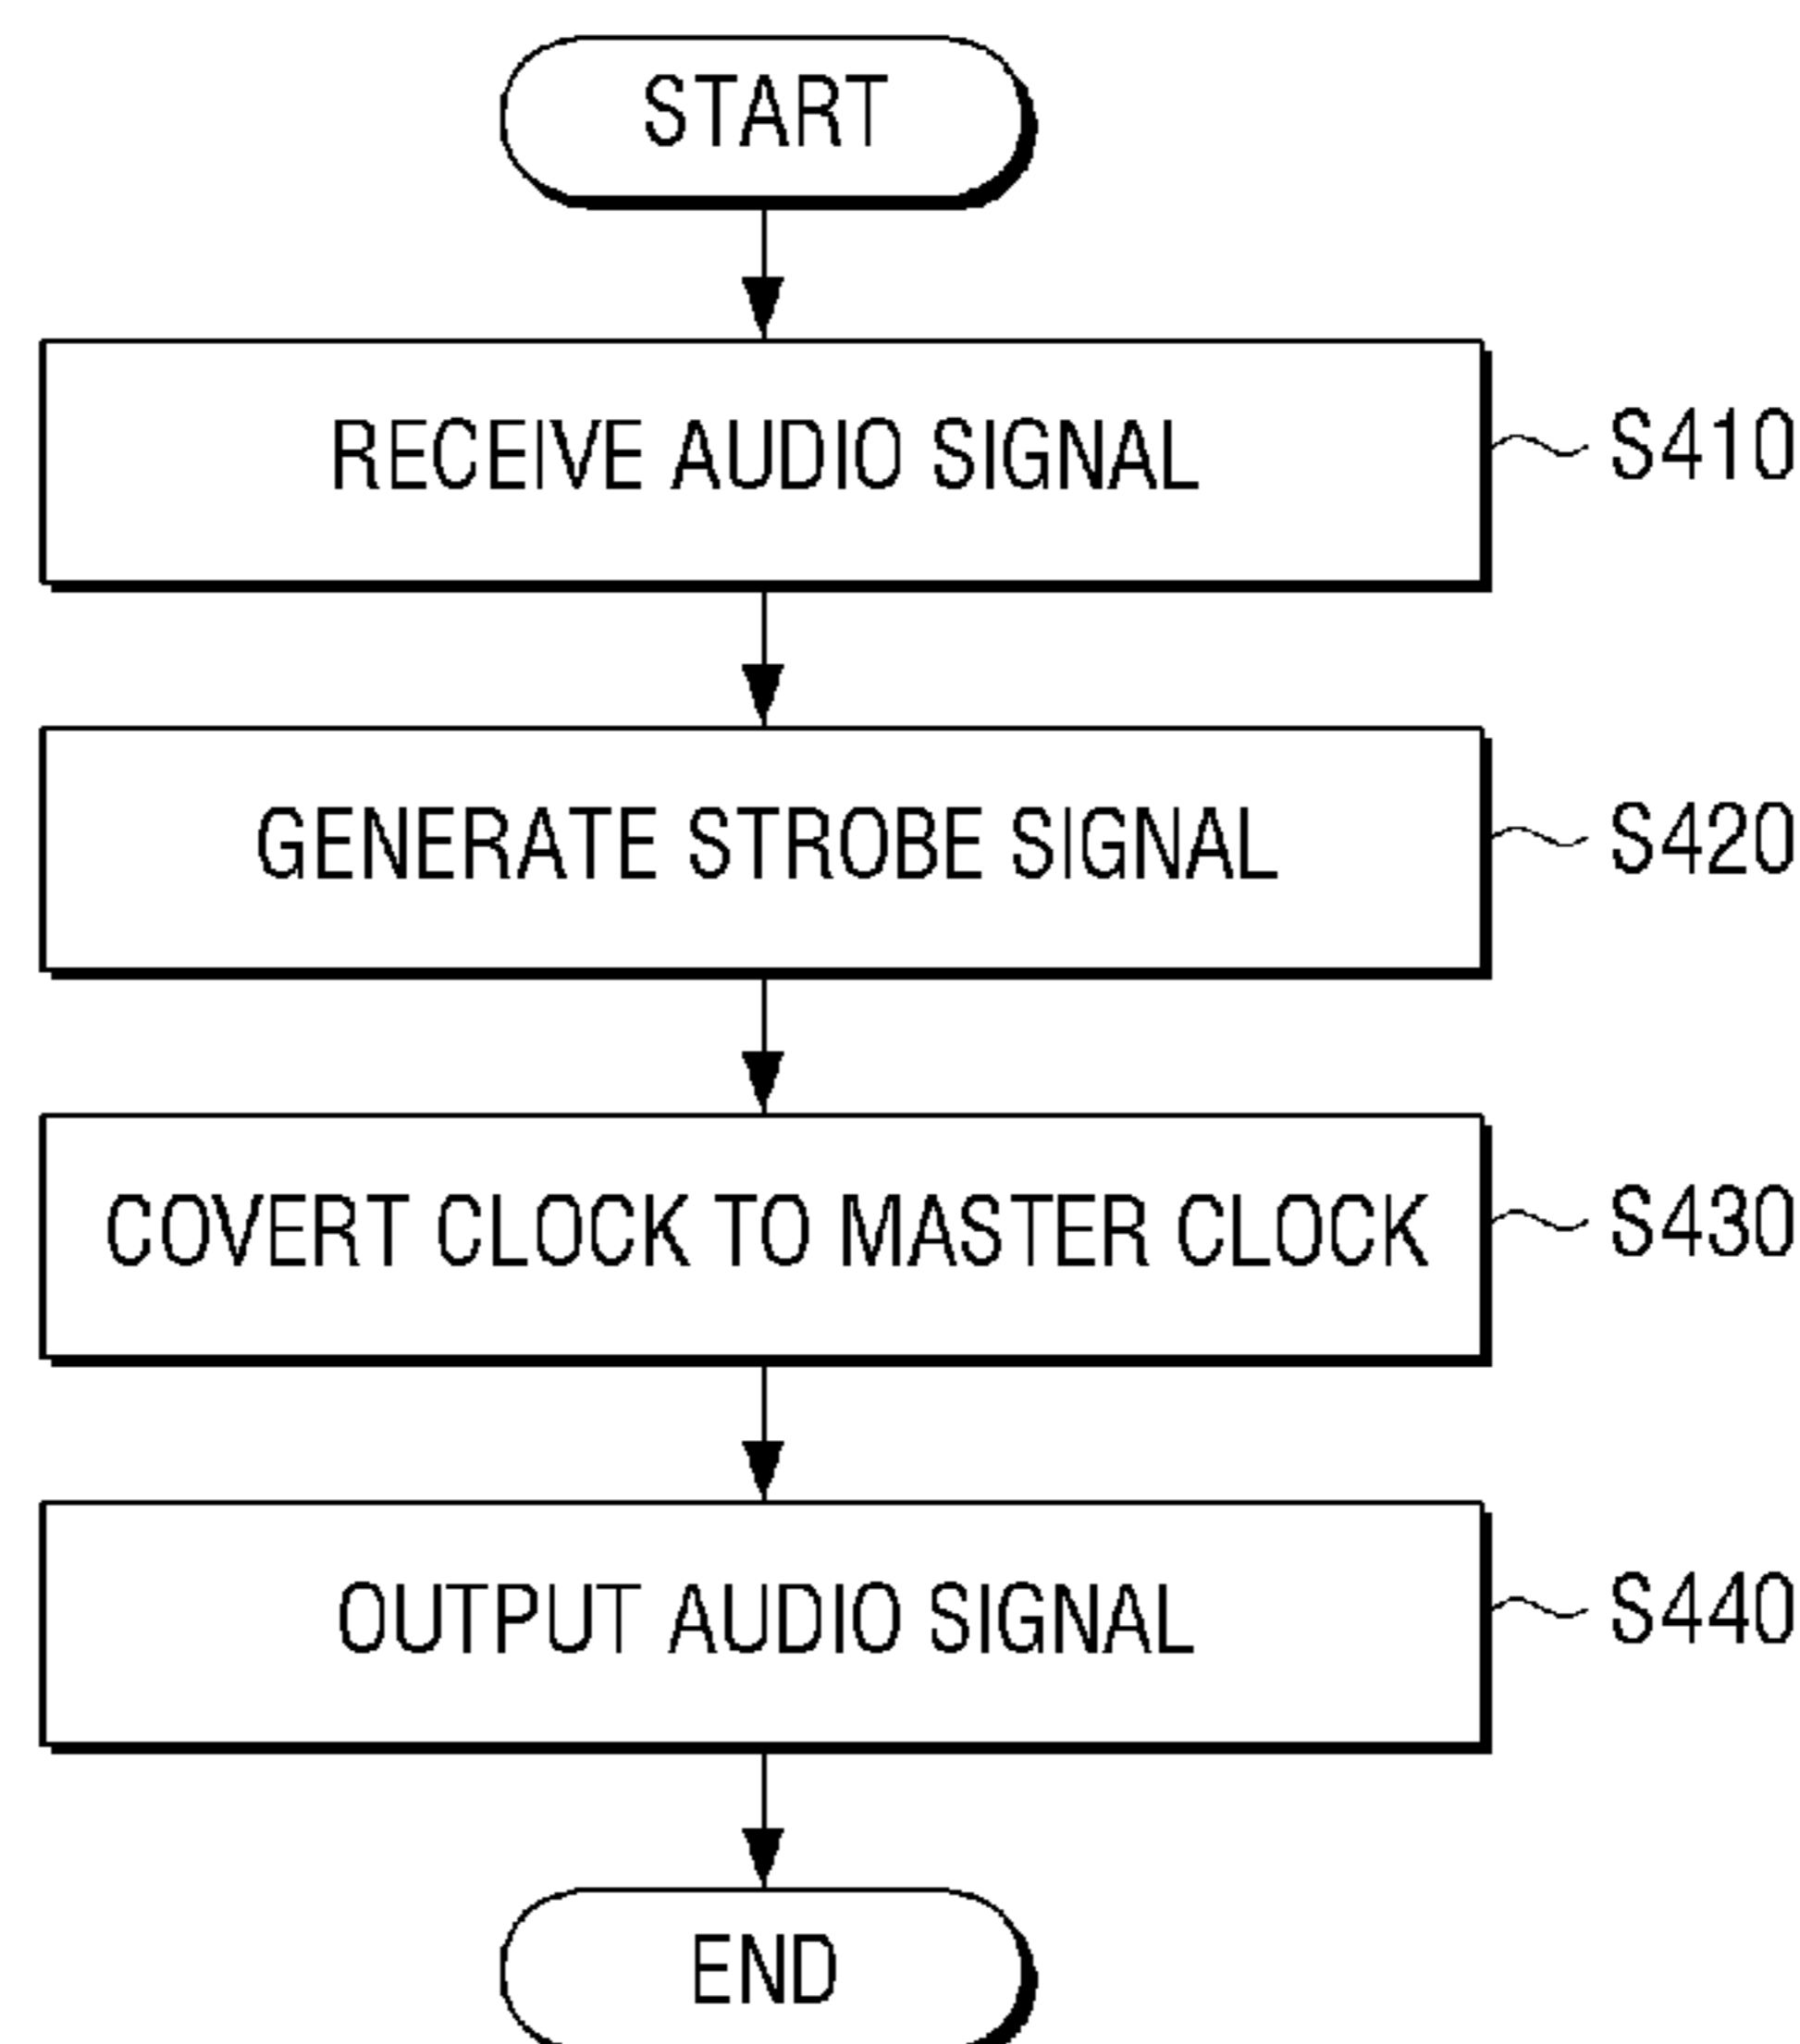 START
RECEIVE AUDIO SIGNAL
S410
GENERATE STROBE SIGNAL
S420
COVERT CLOCK TO MASTER CLOCK
S430
OUTPUT AUDIO SIGNAL
S440
END